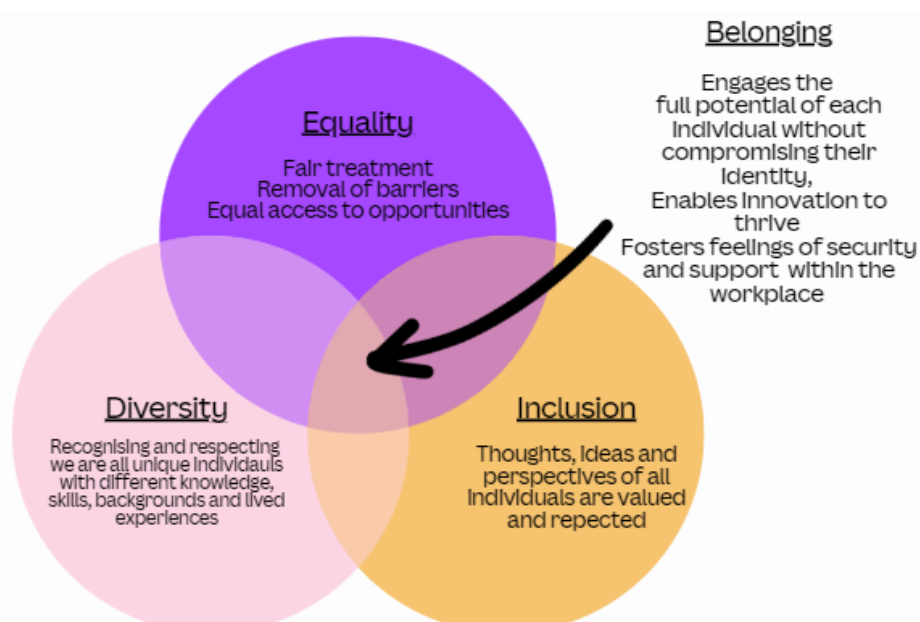 Belonging
Engages the
full potential of each
individual without
compromising their
identity,
Enables innovation to
thrive
Fosters feelings of security
and support within the
workplace
Equality
Fair treatment
Removal of barriers
Equal access to opportunities
Diversity
Recognising and respecting
we are all unique individauls
with different knowledge,
skills, backgrounds and lived
experiences
Inclusion
Thoughts, ideas and
perspectives of all
individuals are valued
and repected